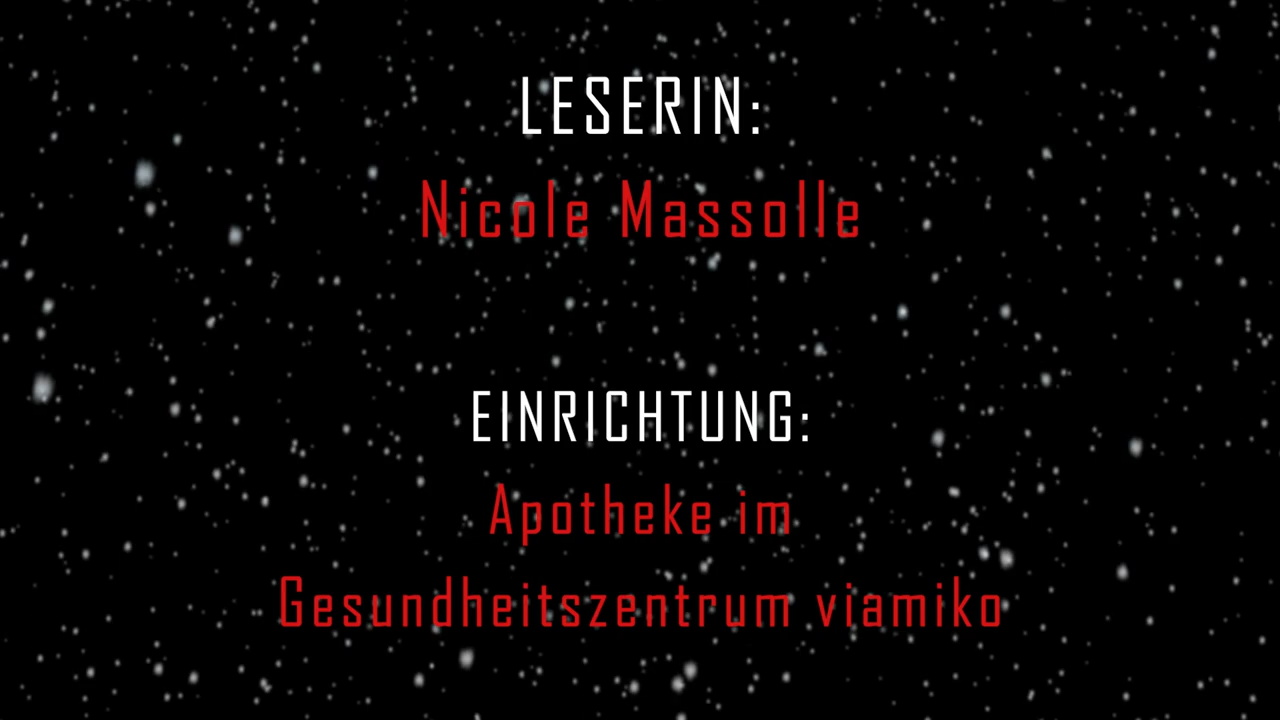 LESERIN:
Nicole Massolle
EINRICHTUNG:
Apotheke im
Gesundheitszentrum viamiko